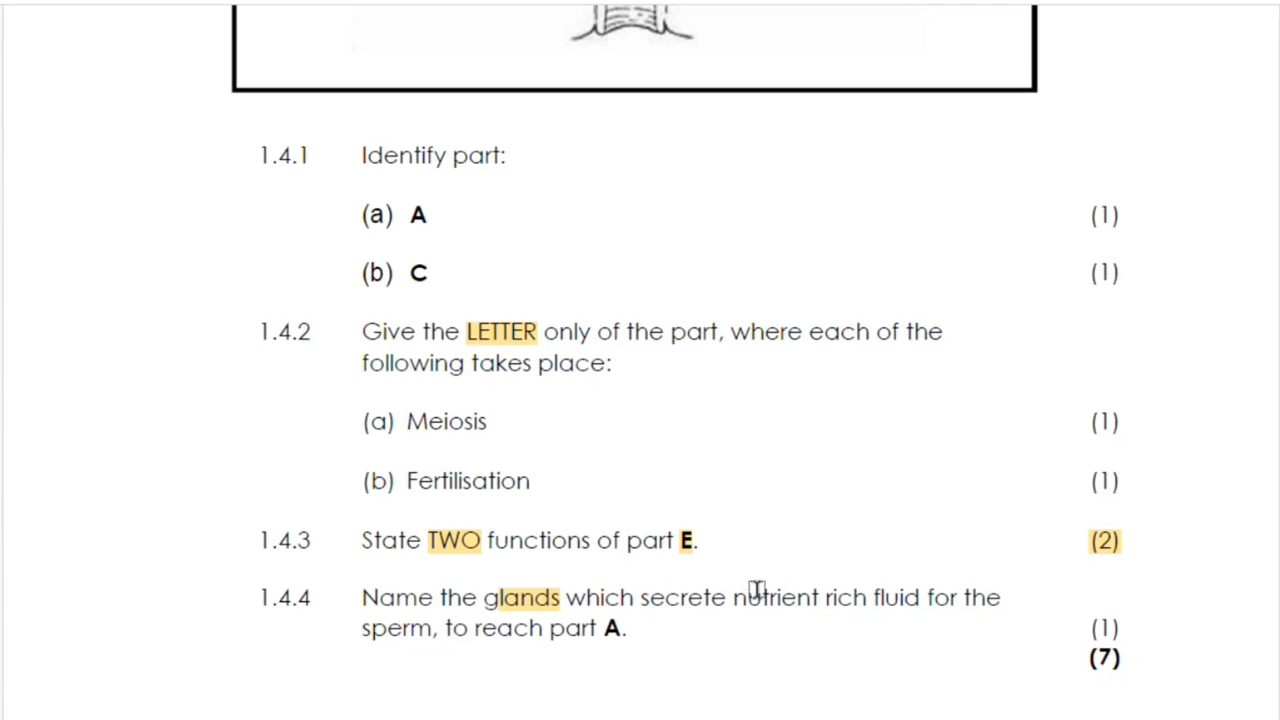 1.4.1 Identify part:
(a) A (1)
(b) C (1)
1.4.2 Give the LETTER only of the part, where each of the
following takes place:
(a) Meiosis (1)
(b) Fertilisation (1)
1.4.3 State TWO functions of part E. (2)
1.4.4 Name the glands which secrete nutrient rich fluid for the
sperm, to reach part A. (1)
(7)